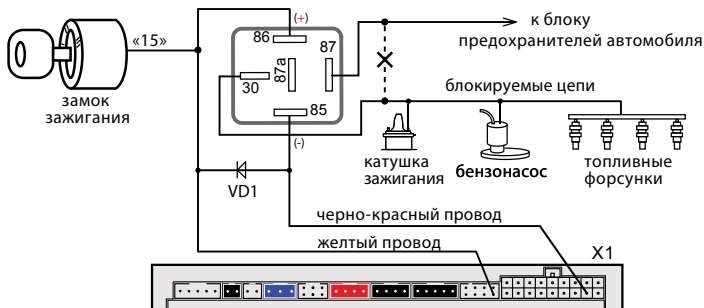 замок
зажигания
«15»
86
(+)
87
87a
30
85
(-)
к блоку
предохранителей автомобиля
блокируемые цепи
катушка
зажигания
бензонасос
топливные
форсунки
VD1
черно-красный провод
желтый провод
X1